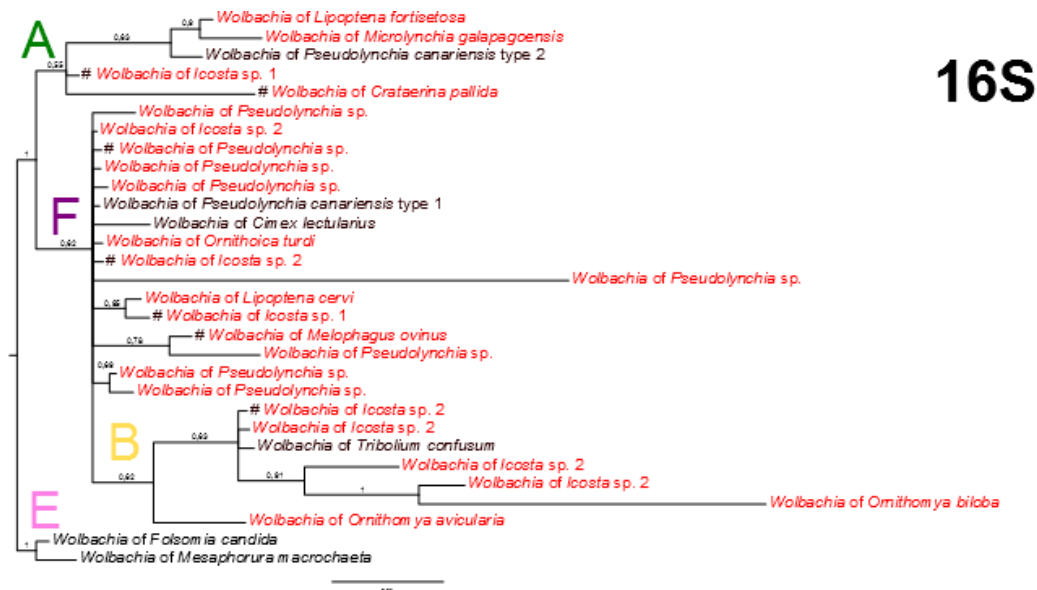 Wolbachia of Lipoptena fortisetosa
0,9
Wolbachia of Microlynchia galapagoensis
A
0,63
Wolbachia of Pseudolynchia canariensis type 2
16S
0,55
# Wolbachia of Icosta sp. 1
# Wolbachia of Crataerina pallida
Wolbachia of Pseudolynchia sp.
Wolbachia of Icosta sp. 2
# Wolbachia of Pseudolynchia sp.
1
Wolbachia of Pseudolynchia sp.
Wolbachia of Pseudolynchia sp.
Wolbachia of Pseudolynchia canariensis type 1
F
Wolbachia of Cimex lectularius
0,62
Wolbachia of Ornithoica turdi
# Wolbachia of Icosta sp. 2
Wolbachia of Pseudolynchia sp.
Wolbachia of Lipoptena cervi
# Wolbachia of Icosta sp. 1
# Wolbachia of Melophagus ovinus
0,78
Wolbachia of Pseudolynchia sp.
Wolbachia of Pseudolynchia sp.
Wolbachia of Pseudolynchia sp.
# Wolbachia of Icosta sp. 2
Wolbachia of Icosta sp. 2
B
0,63
Wolbachia of Tribolium confusum
Wolbachia of Icosta sp. 2
0,81
0,62
Wolbachia of Icosta sp. 2
1
Wolbachia of Ornithomya biloba
E
Wolbachia of Ornithomya avicularia
Wolbachia of Folsomia candida
1
Wolbachia of Mesaphorura macrochaeta